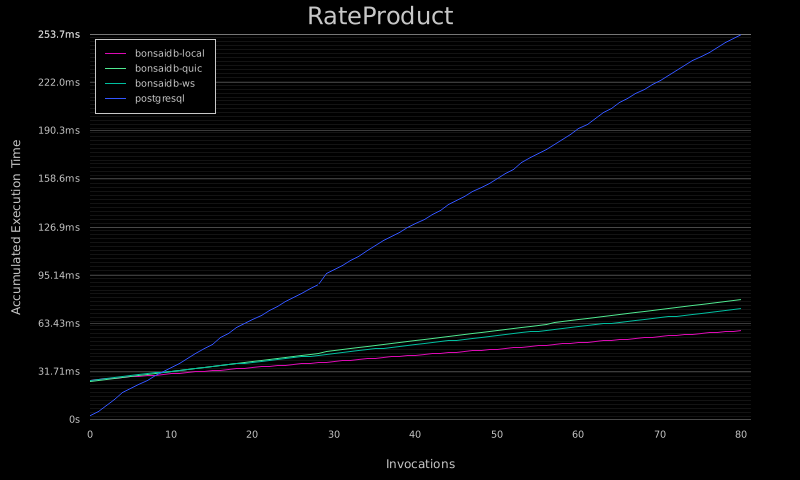 RateProduct
253.7ms
222.0ms
190.3ms
158.6ms
126.9ms
95.14ms
63.43ms
31.71ms
0s
Accumulated Execution Time
bonsaidb-local
bonsaidb-quic
bonsaidb-ws
postgresql
0 10 20 30 40 50 60 70 80
Invocations